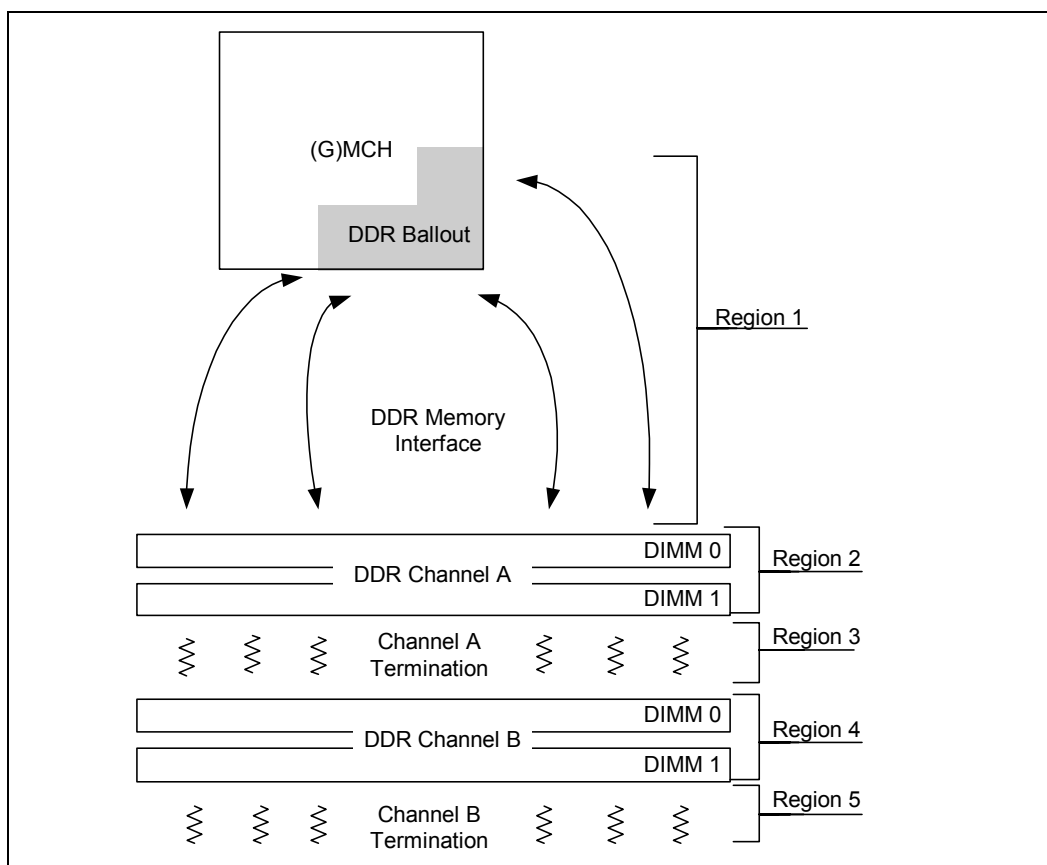 (G)MCH
DDR Ballout
Region 1
DDR Memory
Interface
DIMM 0
DDR Channel A
DIMM 1
Region 2
Channel A
Termination
Region 3
DIMM 0
DDR Channel B
DIMM 1
Region 4
Channel B
Termination
Region 5